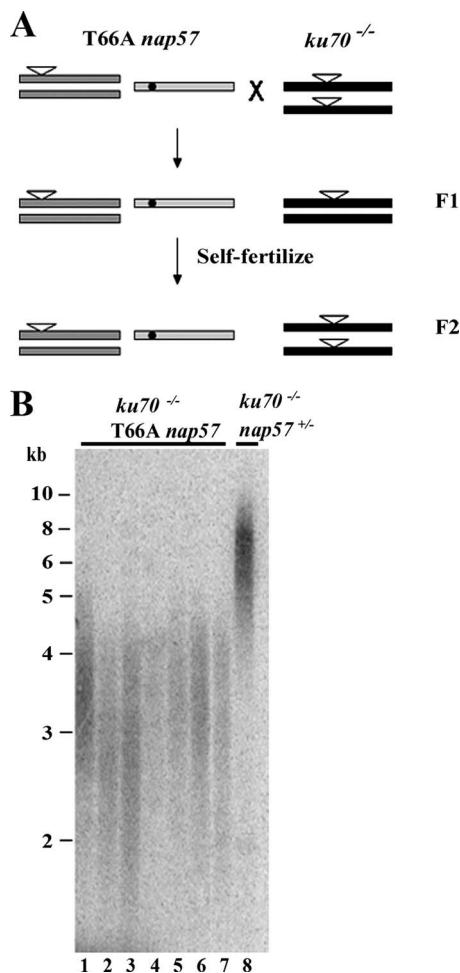 A
T66A nap57
ku70 -/-
X
F1
Self-fertilize
F2
B
ku70 -/-
T66A nap57
ku70 -/-
nap57 +/-
kb
10
8
6
5
4
3
2
1 2 3 4 5 6 7 8